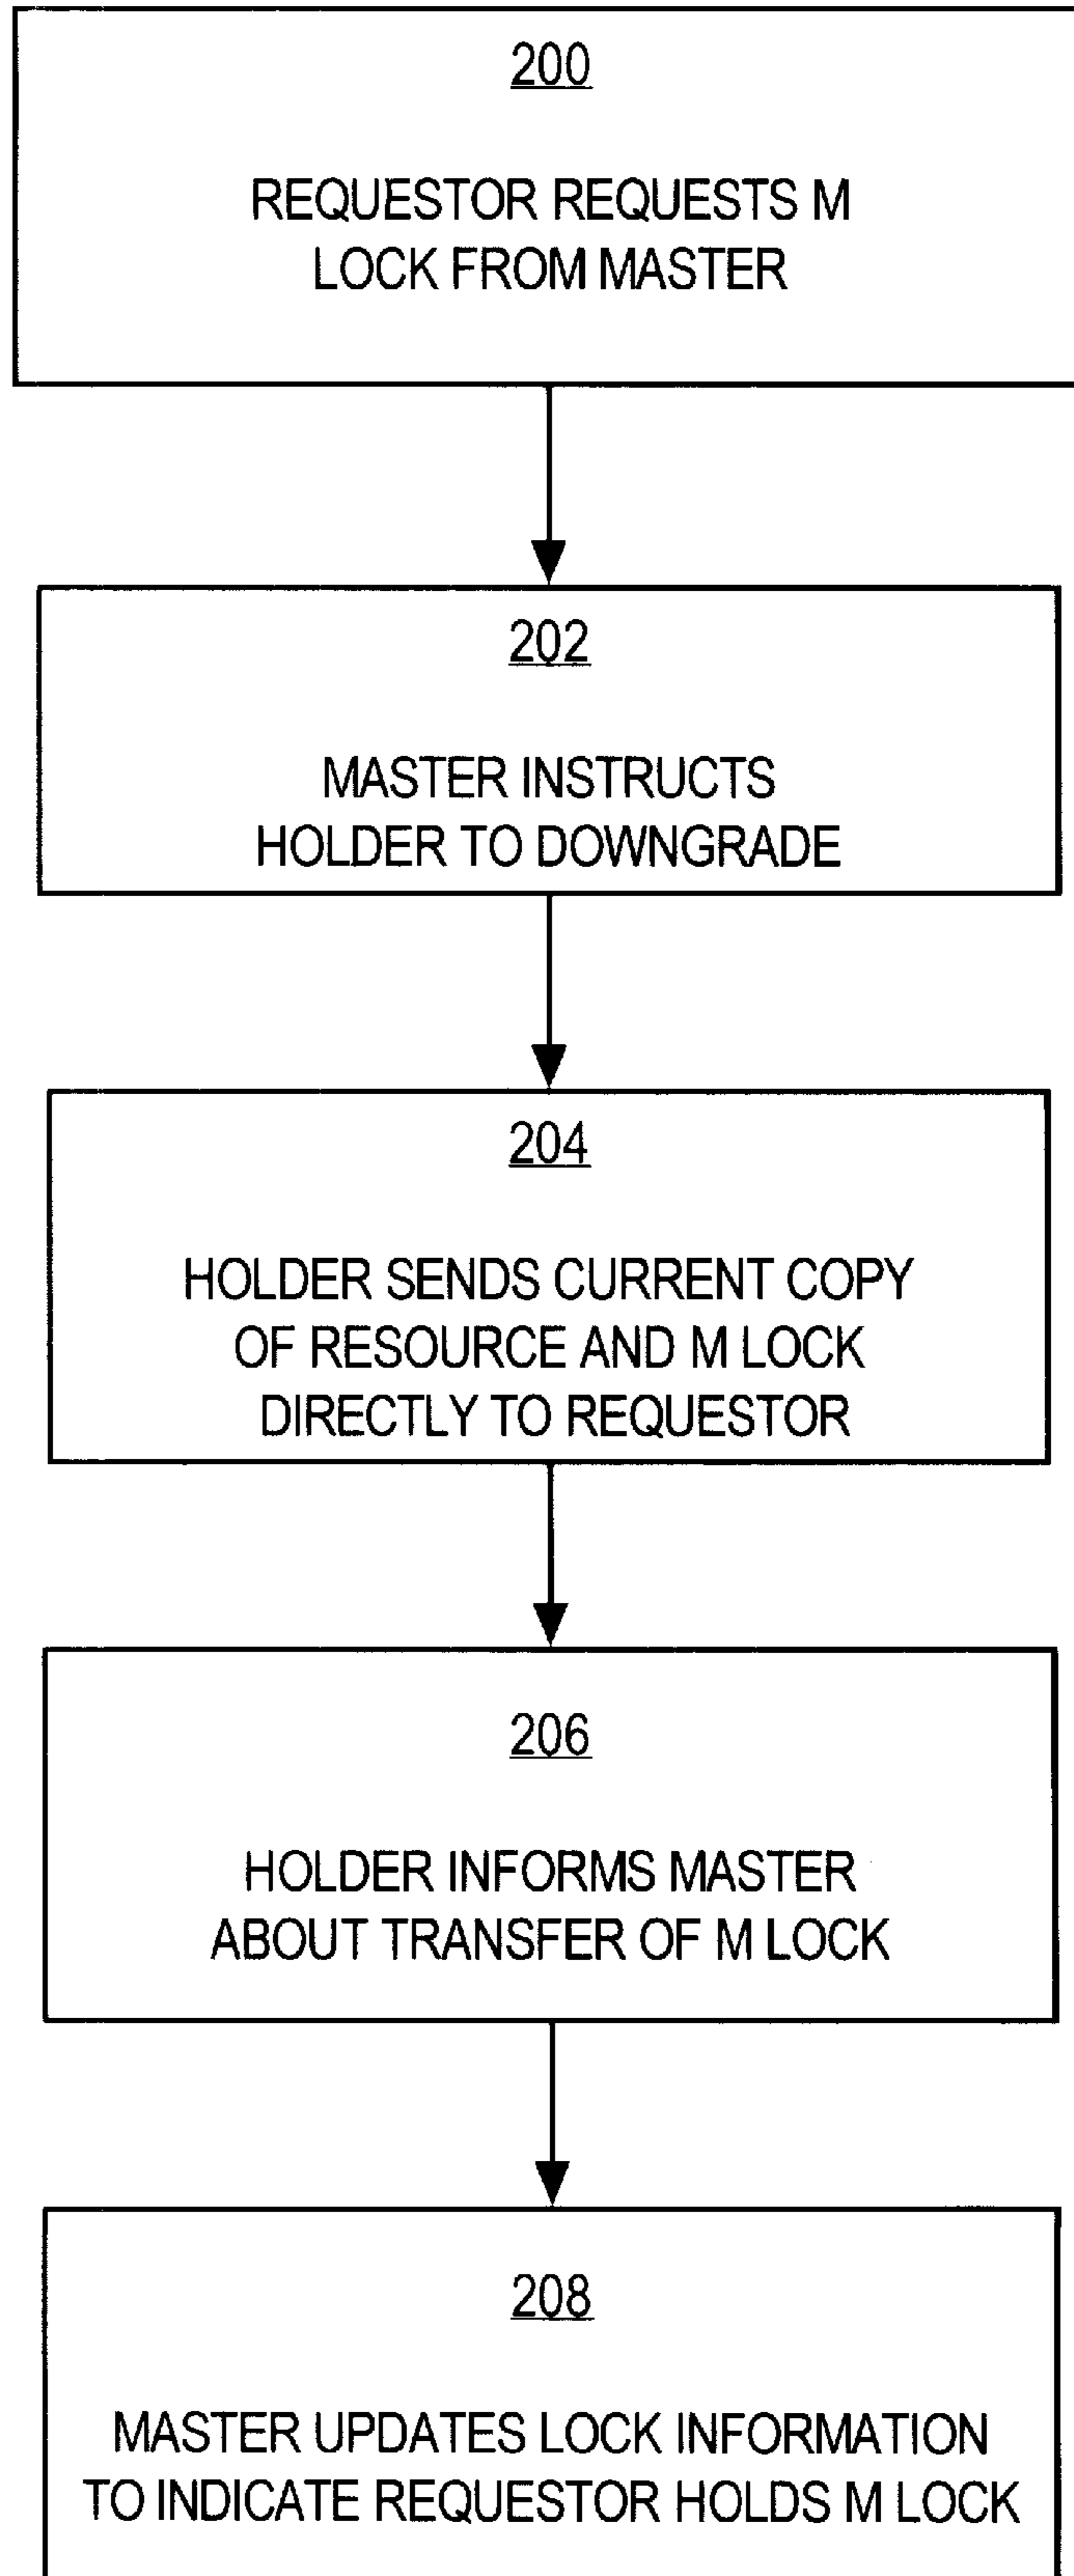 200
REQUESTOR REQUESTS M
LOCK FROM MASTER
202
MASTER INSTRUCTS
HOLDER TO DOWNGRADE
204
HOLDER SENDS CURRENT COPY
OF RESOURCE AND M LOCK
DIRECTLY TO REQUESTOR
206
HOLDER INFORMS MASTER
ABOUT TRANSFER OF M LOCK
208
MASTER UPDATES LOCK INFORMATION
TO INDICATE REQUESTOR HOLDS M LOCK